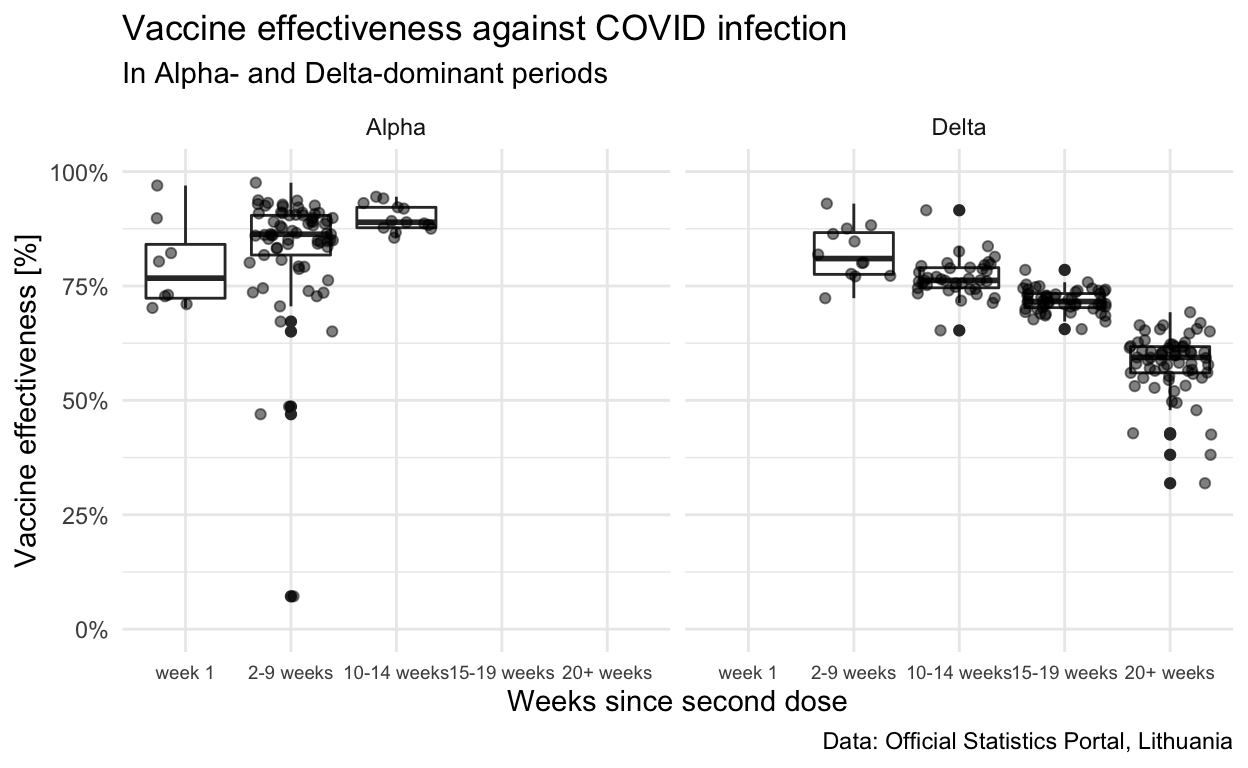 Vaccine effectiveness against COVID infection
In Alpha- and Delta-dominant periods
Alpha
Delta
Vaccine effectiveness [%]
100%
75%
50%
25%
0%
week 1 2-9 weeks 10-14 weeks 15-19 weeks 20+ weeks
week 1 2-9 weeks 10-14 weeks 15-19 weeks 20+ weeks
Weeks since second dose
Data: Official Statistics Portal, Lithuania